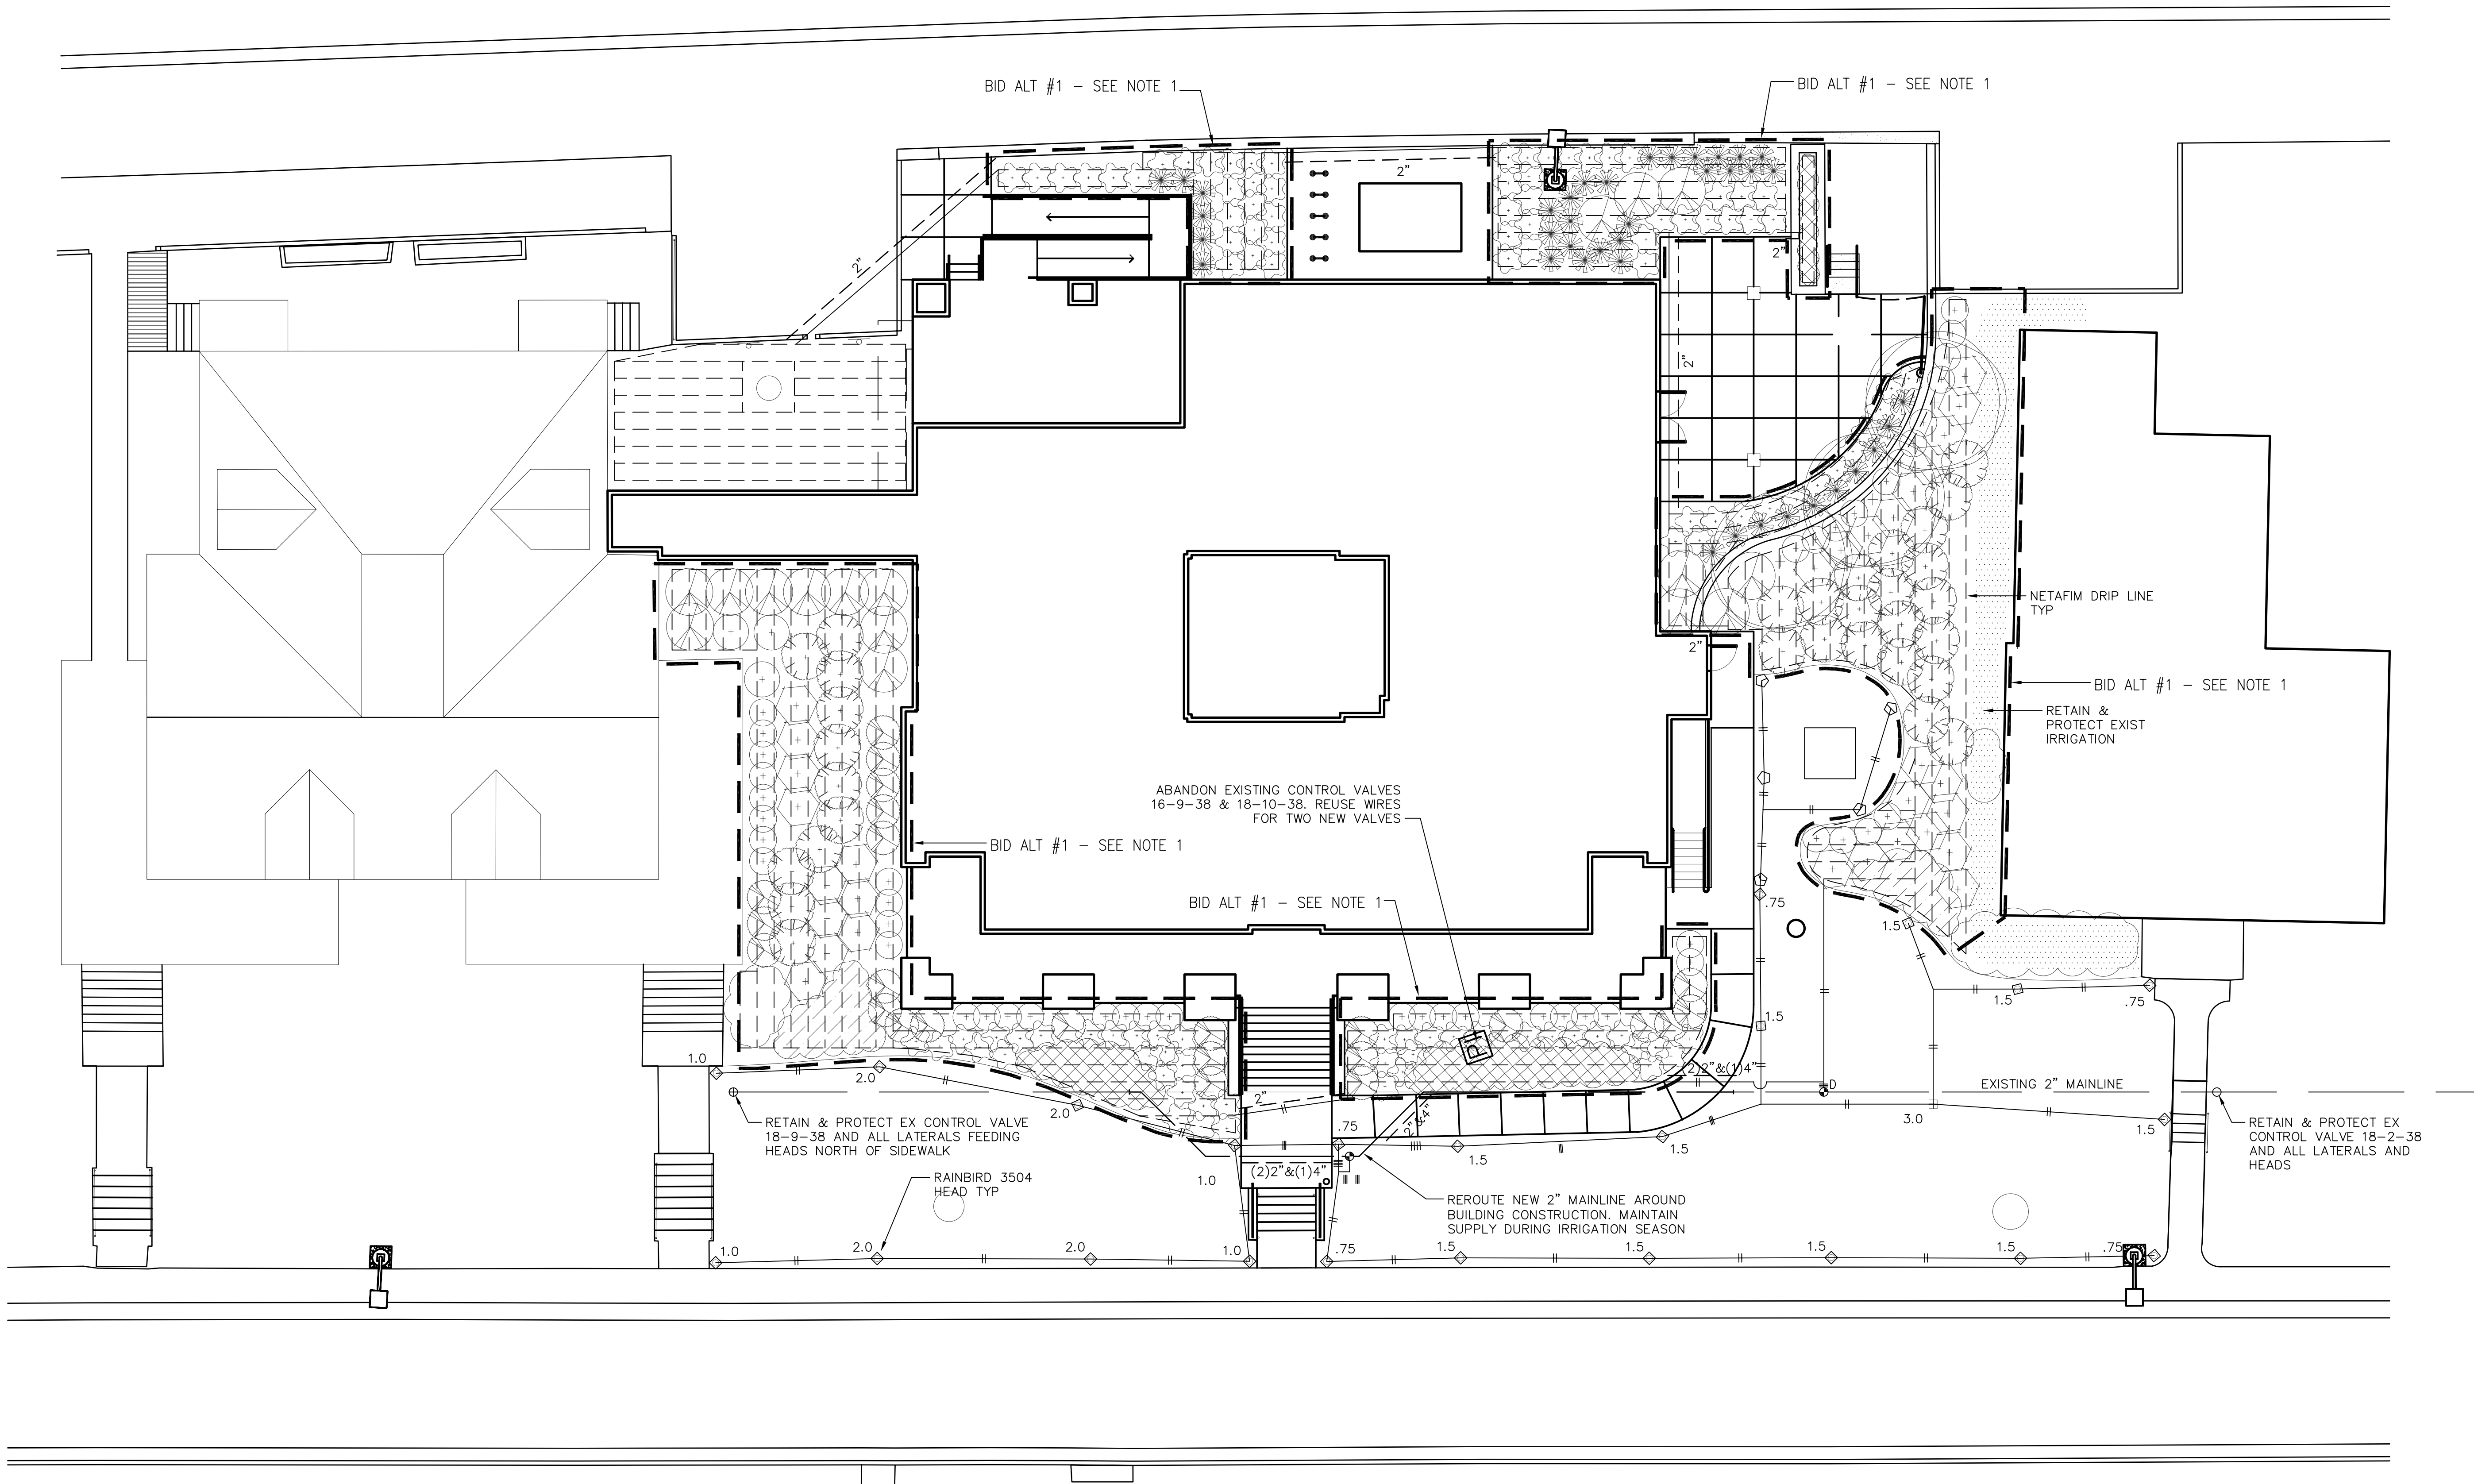 BID ALT #1 – SEE NOTE 1
BID ALT #1 – SEE NOTE 1
2"
2"
2"
2"
NETAFIM DRIP LINE
TYP
2"
BID ALT #1 – SEE NOTE 1
RETAIN &
PROTECT EXIST
IRRIGATION
ABANDON EXISTING CONTROL VALVES
16–9–38 & 18–10–38. REUSE WIRES
FOR TWO NEW VALVES
BID ALT #1 – SEE NOTE 1
BID ALT #1 – SEE NOTE 1
.75
1.5
1.5
.75
1.5
PH
1.0
2.0
2.0
(2)2"&(1)4"
D
EXISTING 2" MAINLINE
2"
2"&4"
.75
3.0
1.5
RETAIN & PROTECT EX CONTROL VALVE
18–9–38 AND ALL LATERALS FEEDING
HEADS NORTH OF SIDEWALK
RETAIN & PROTECT EX
CONTROL VALVE 18–2–38
AND ALL LATERALS AND
HEADS
1.5
1.5
(2)2"&(1)4"
1.0
RAINBIRD 3504
HEAD TYP
REROUTE NEW 2" MAINLINE AROUND
BUILDING CONSTRUCTION. MAINTAIN
SUPPLY DURING IRRIGATION SEASON
1.0
2.0
2.0
1.0
.75
1.5
1.5
1.5
1.5
.75